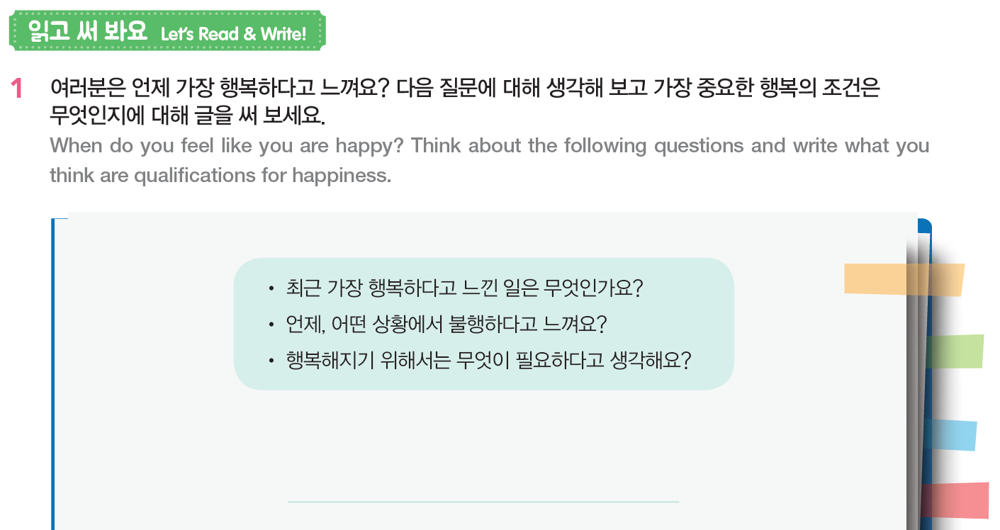 읽고 써 봐요 Let's Read & Write!
1 여러분은 언제 가장 행복하다고 느껴요? 다음 질문에 대해 생각해 보고 가장 중요한 행복의 조건은
무엇인지에 대해 글을 써 보세요.
When do you feel like you are happy? Think about the following questions and write what you
think are qualifications for happiness.
• 최근 가장 행복하다고 느낀 일은 무엇인가요?
• 언제, 어떤 상황에서 불행하다고 느껴요?
• 행복해지기 위해서는 무엇이 필요하다고 생각해요?